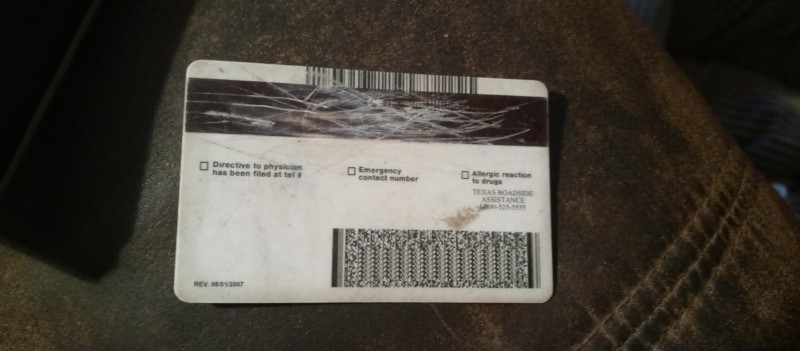 Directive to physician
has been filed at tel #
Emergency
contact number
Allergic reaction
to drugs
TEXAS ROADSIDE
ASSISTANCE
REV. 06/01/2007